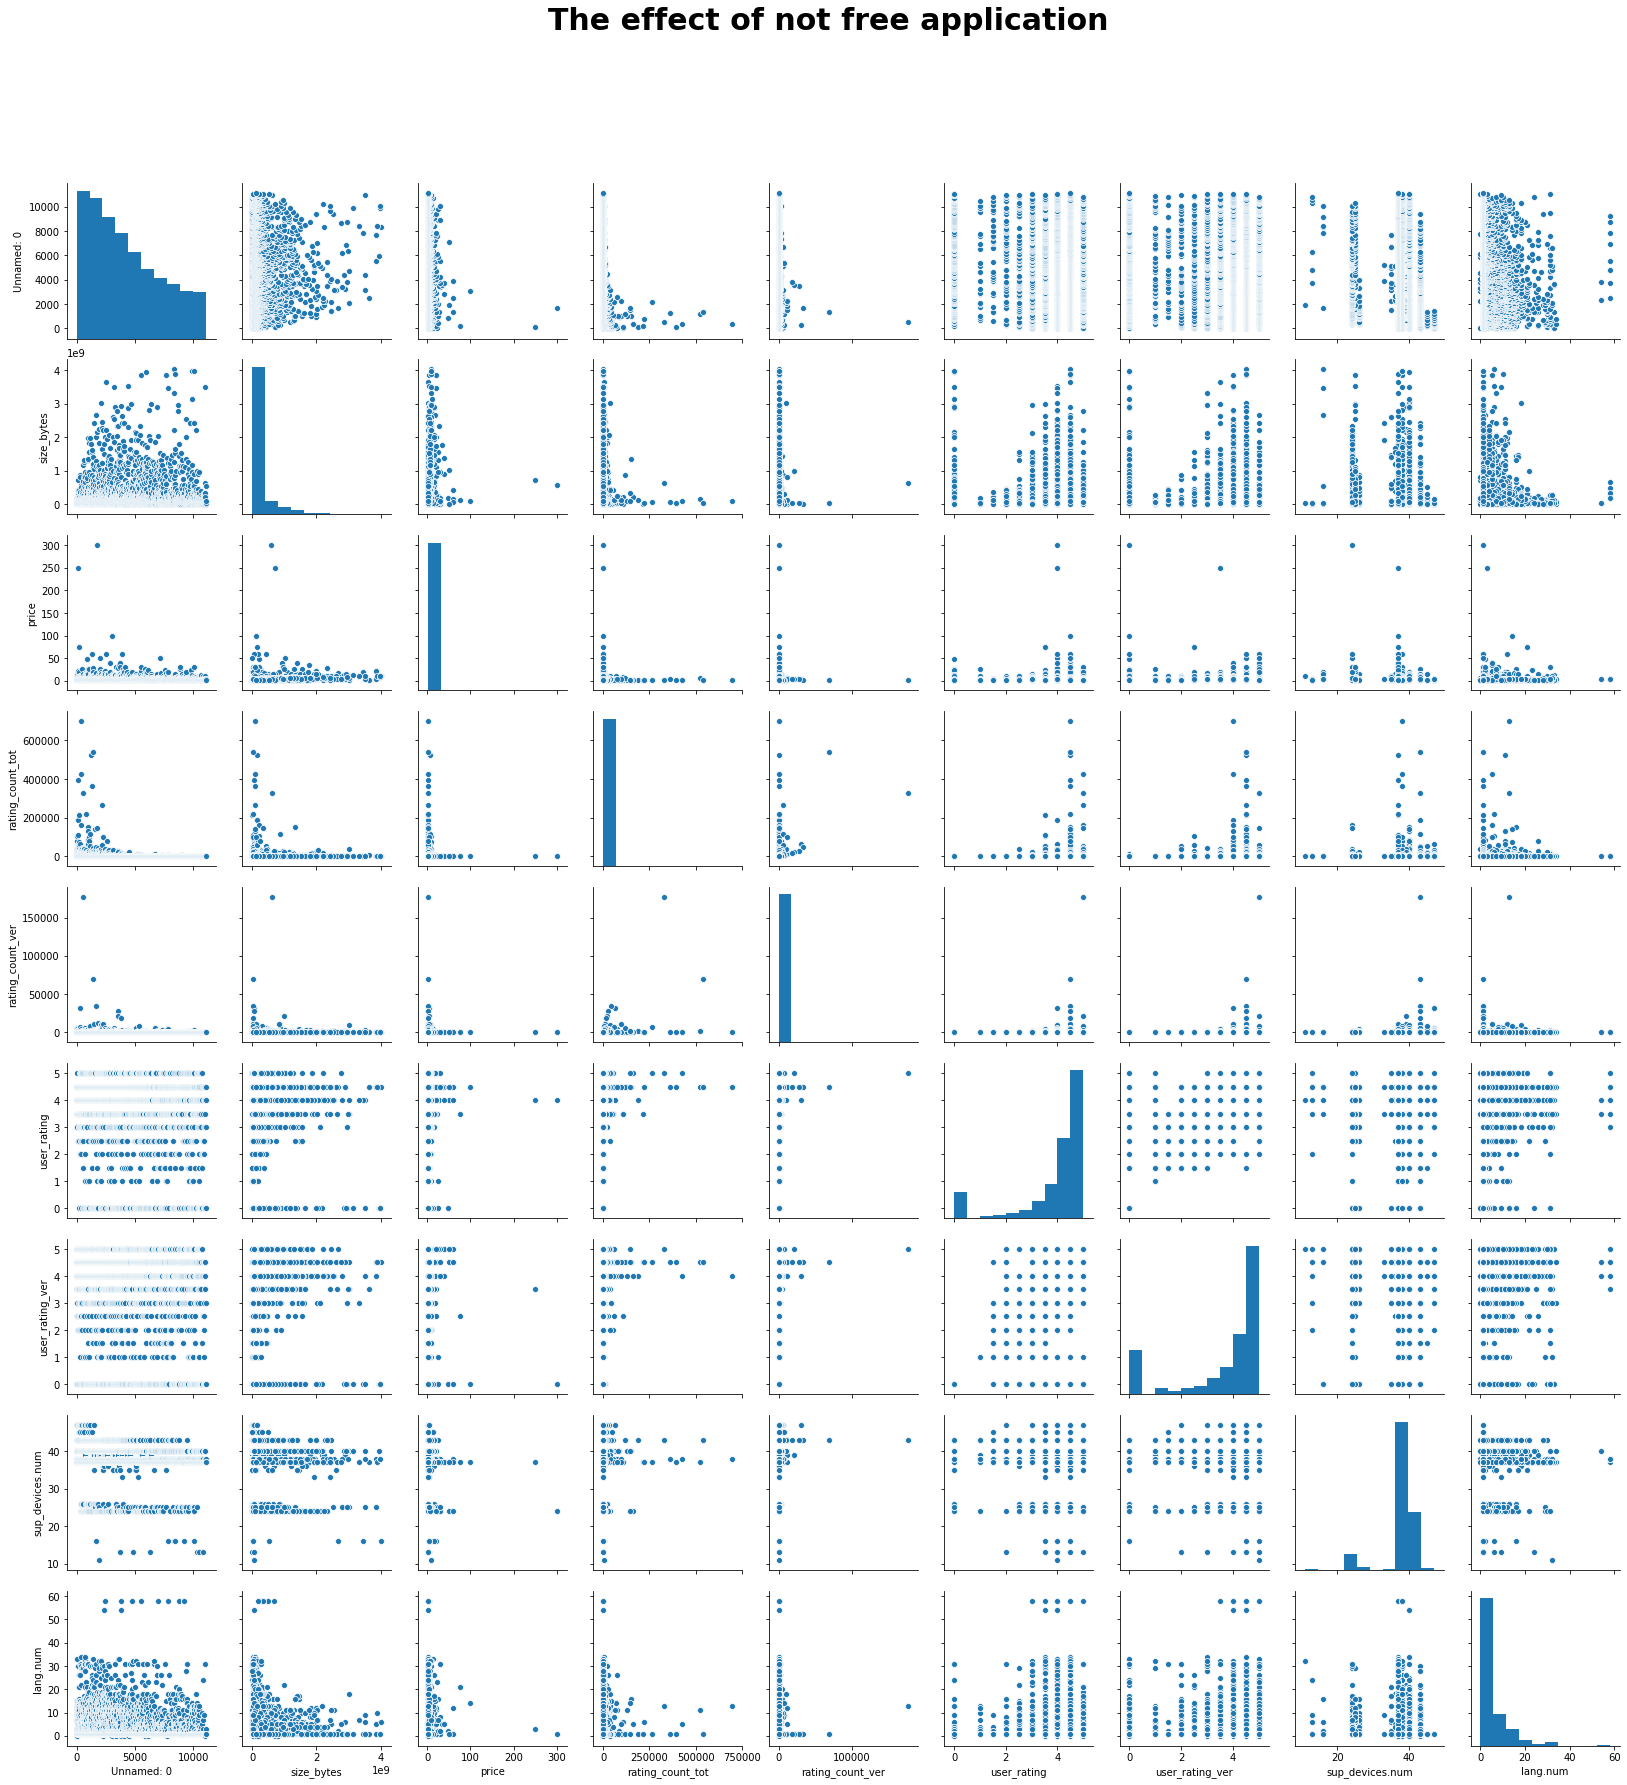 The effect of not free application
Unnamed: 0
10000
8000
6000
4000
2000
0
1e9
size_bytes
4
3
2
1
0
price
300
250
200
150
100
50
0
rating_count_tot
600000
400000
200000
0
rating_count_ver
150000
100000
50000
0
user_rating
5
4
3
2
1
0
user_rating_ver
5
4
3
2
1
0
sup_devices.num
40
30
20
10
lang.num
60
50
40
30
20
10
0
0 5000 10000
Unnamed: 0
0 2 4
size_bytes 1e9
0 100 200 300
price
0 250000 500000 750000
rating_count_tot
0 100000
rating_count_ver
0 2 4
user_rating
0 2 4
user_rating_ver
20 40
sup_devices.num
0 20 40 60
lang.num